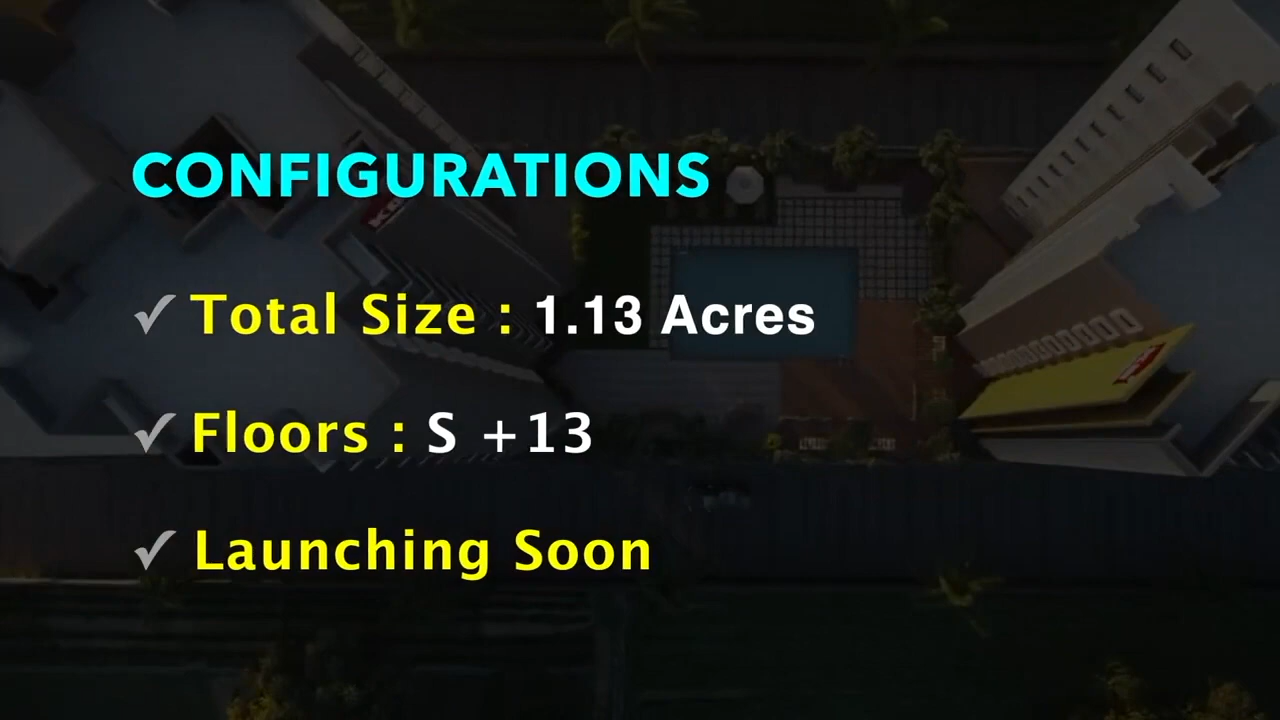 CONFIGURATIONS
✓ Total Size : 1.13 Acres
✓ Floors : S +13
✓ Launching Soon